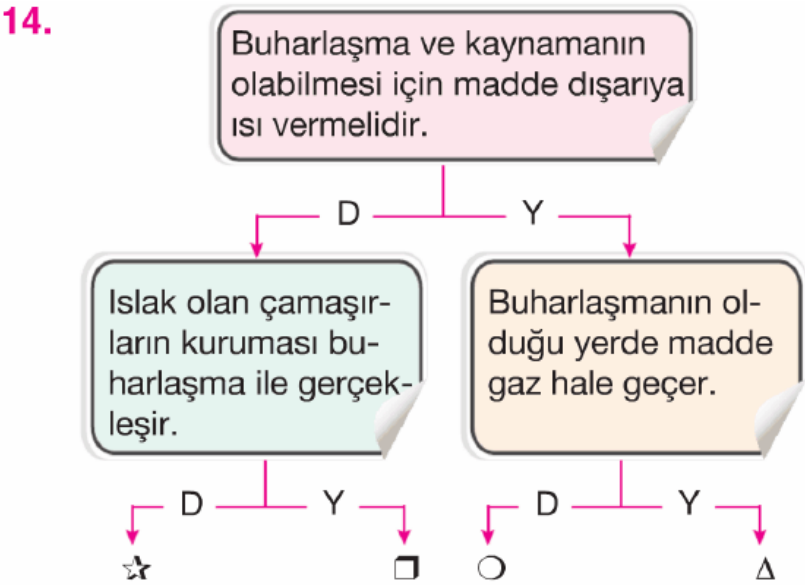 14.
Buharlaşma ve kaynamanın
olabilmesi için madde dışarıya
ısı vermelidir.
D
Y
Islak olan çamaşır-
ların kuruması bu-
harlaşma ile gerçek-
leşir.
Buharlaşmanın ol-
duğu yerde madde
gaz hale geçer.
D
Y
D
Y